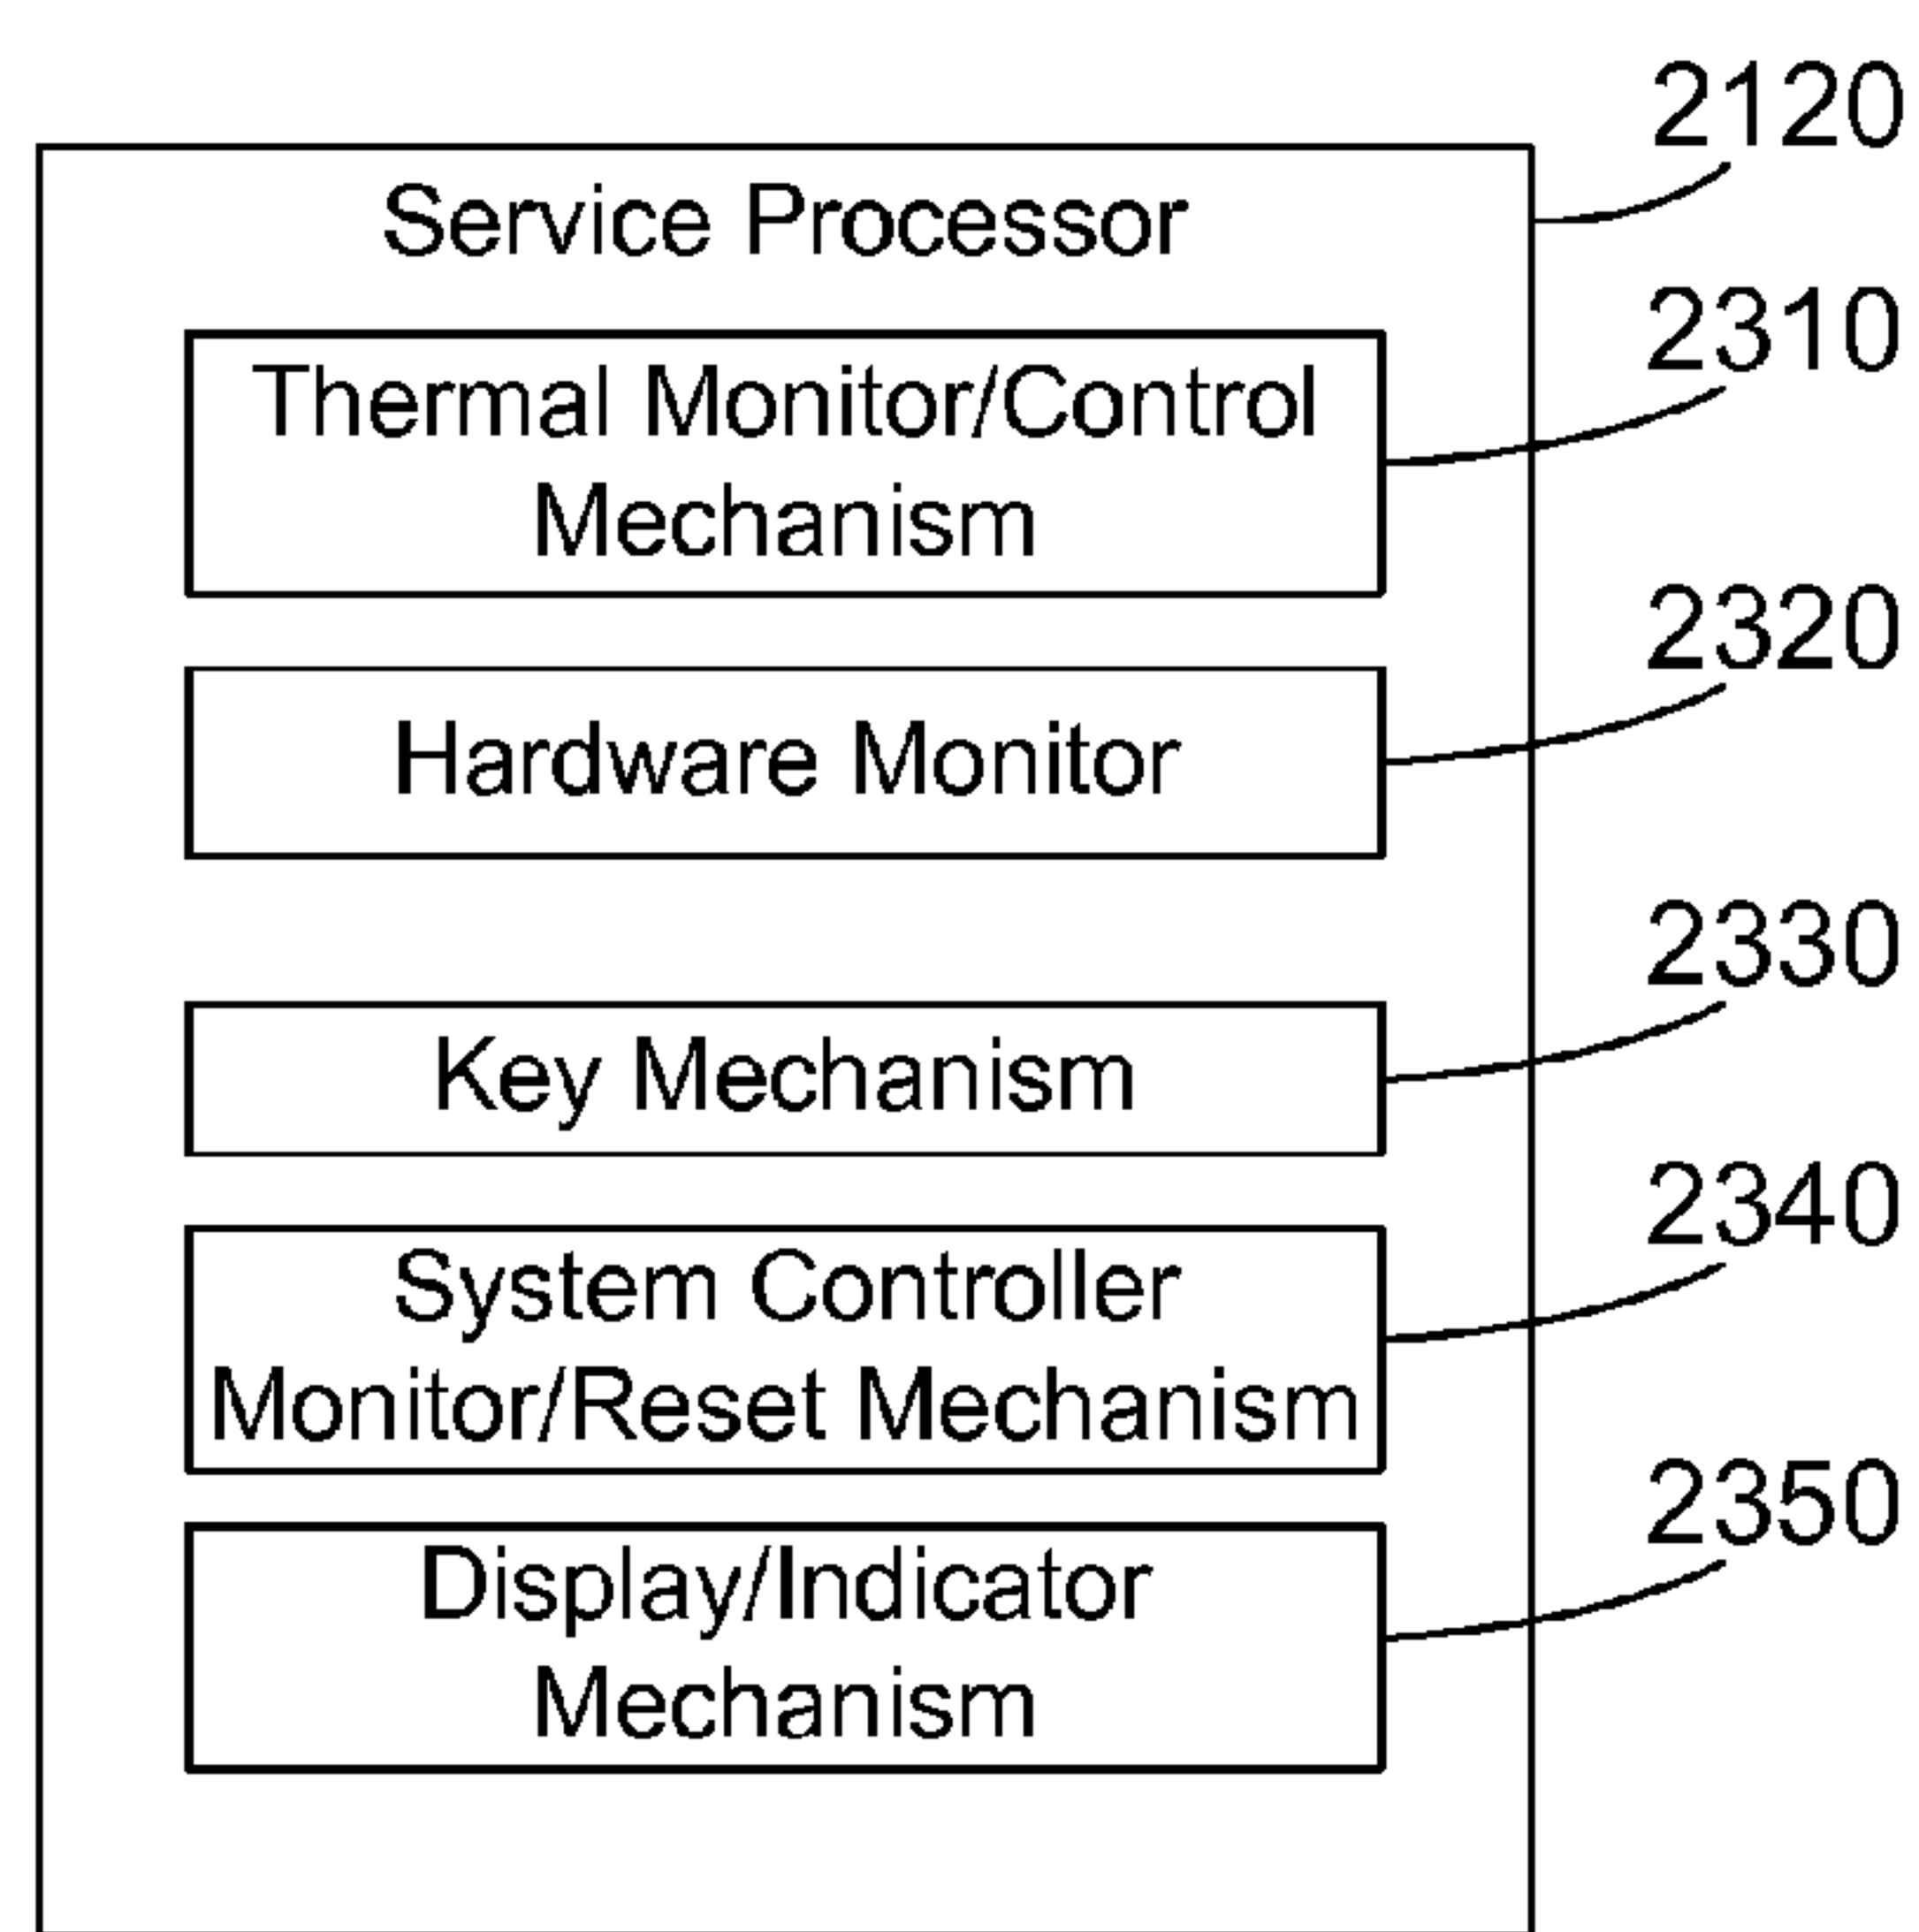 2120
Service Processor
2310
Thermal Monitor/Control
Mechanism
2320
Hardware Monitor
2330
Key Mechanism
2340
System Controller
Monitor/Reset Mechanism
2350
Display/Indicator
Mechanism